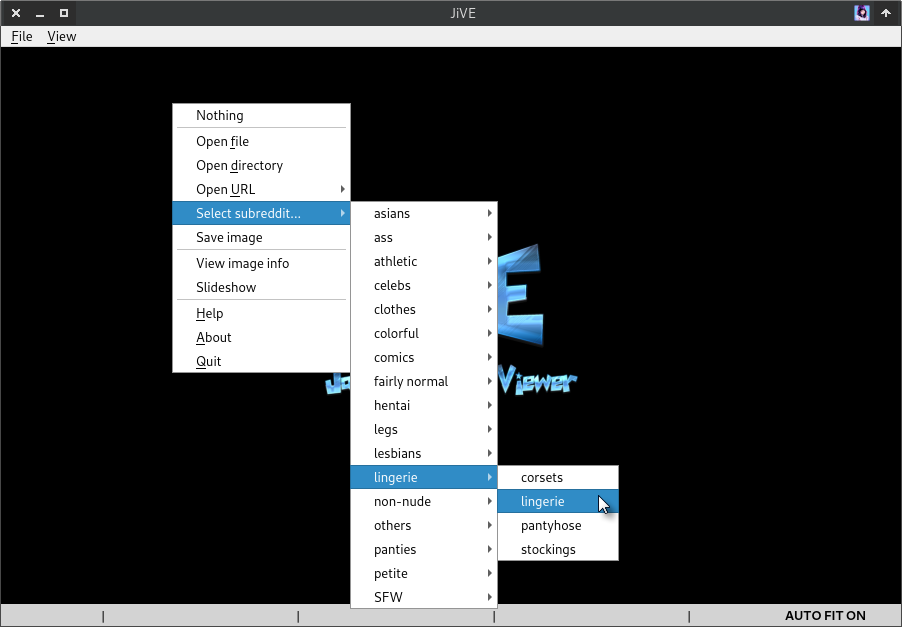 JiVE
File View
Nothing
Open file
Open directory
Open URL
Select subreddit...
Save image
View image info
Slideshow
Help
About
Quit
asians
ass
athletic
celebs
clothes
colorful
comics
fairly normal
hentai
legs
lesbians
lingerie
non-nude
others
panties
petite
SFW
corsets
lingerie
pantyhose
stockings
E
Viewer
| | | | AUTO FIT ON